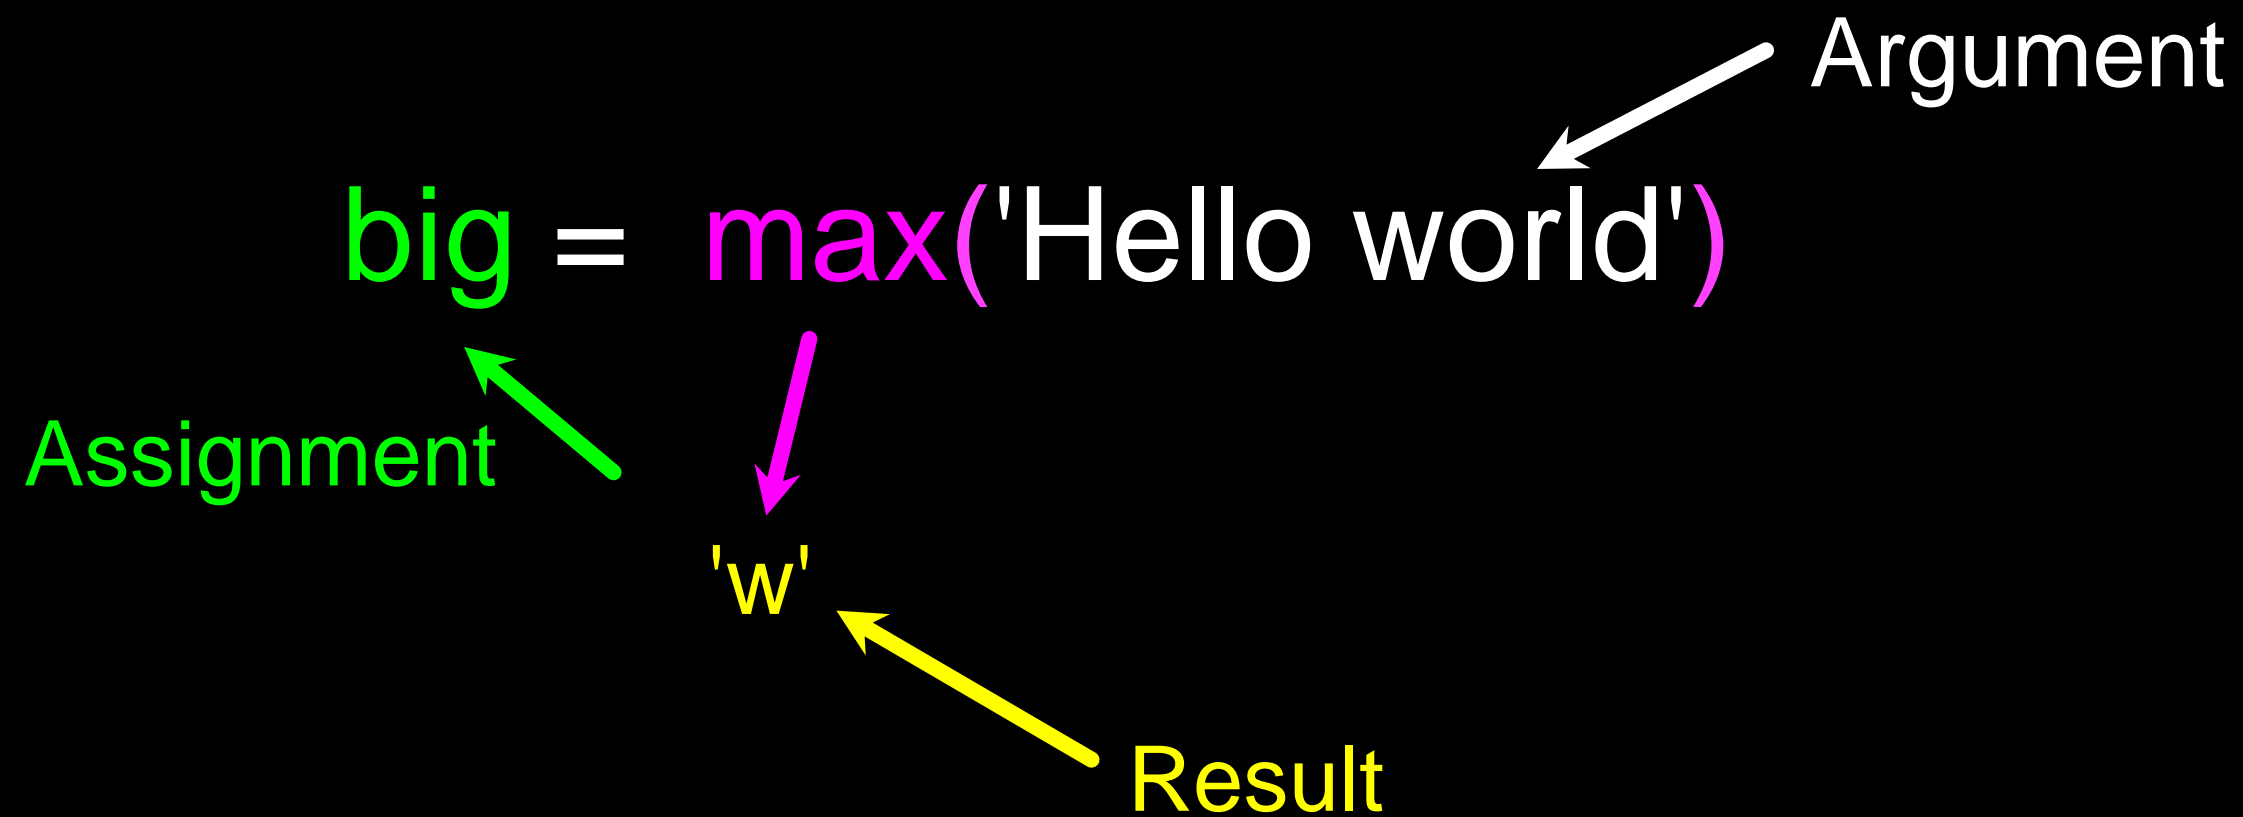 Argument
big = max('Hello world')
Assignment
'w'
Result